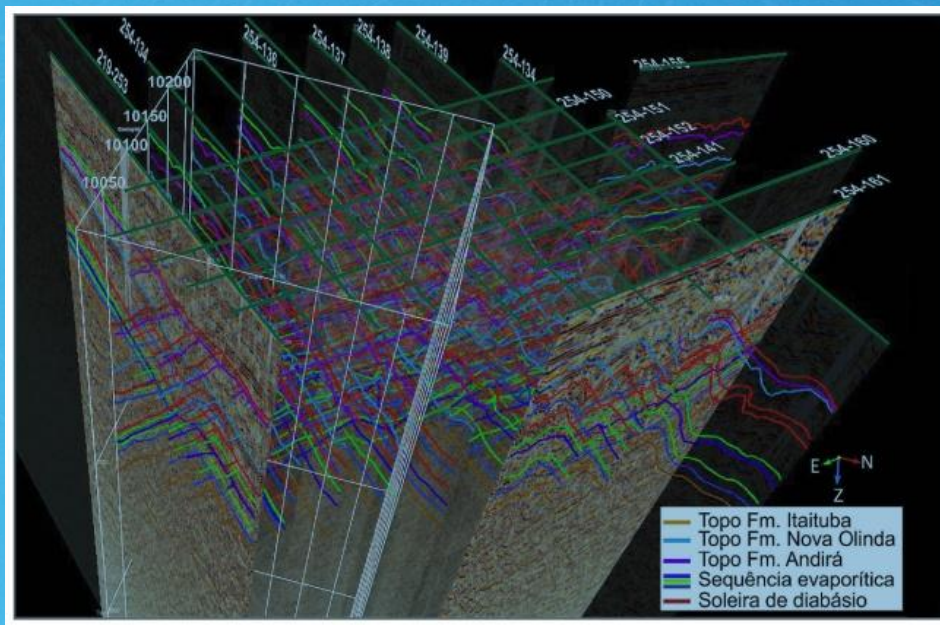 254-134
219-253
254-136
254-137
254-138
254-139
254-134
254-150
254-151
254-152
254-141
254-156
254-160
254-161
10200
10150
10100
10050
E
N
Z
Topo Fm. Itaituba
Topo Fm. Nova Olinda
Topo Fm. Andirá
Sequência evaporítica
Soleira de diabásio